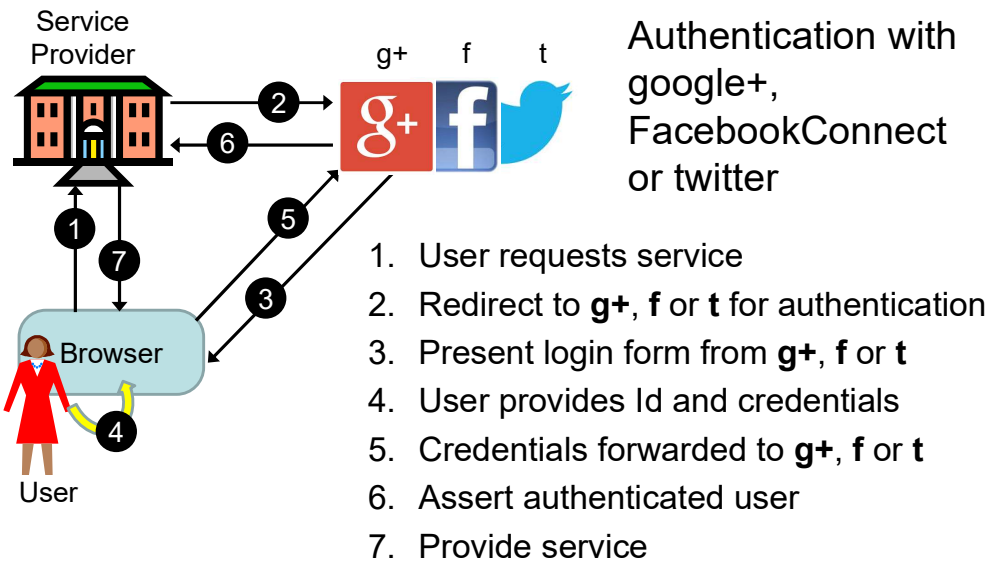 Service
Provider
g+ f t
Authentication with
google+,
FacebookConnect
or twitter
2
g+ f
6
1
5
7
3
Browser
4
User
1. User requests service
2. Redirect to g+, f or t for authentication
3. Present login form from g+, f or t
4. User provides Id and credentials
5. Credentials forwarded to g+, f or t
6. Assert authenticated user
7. Provide service